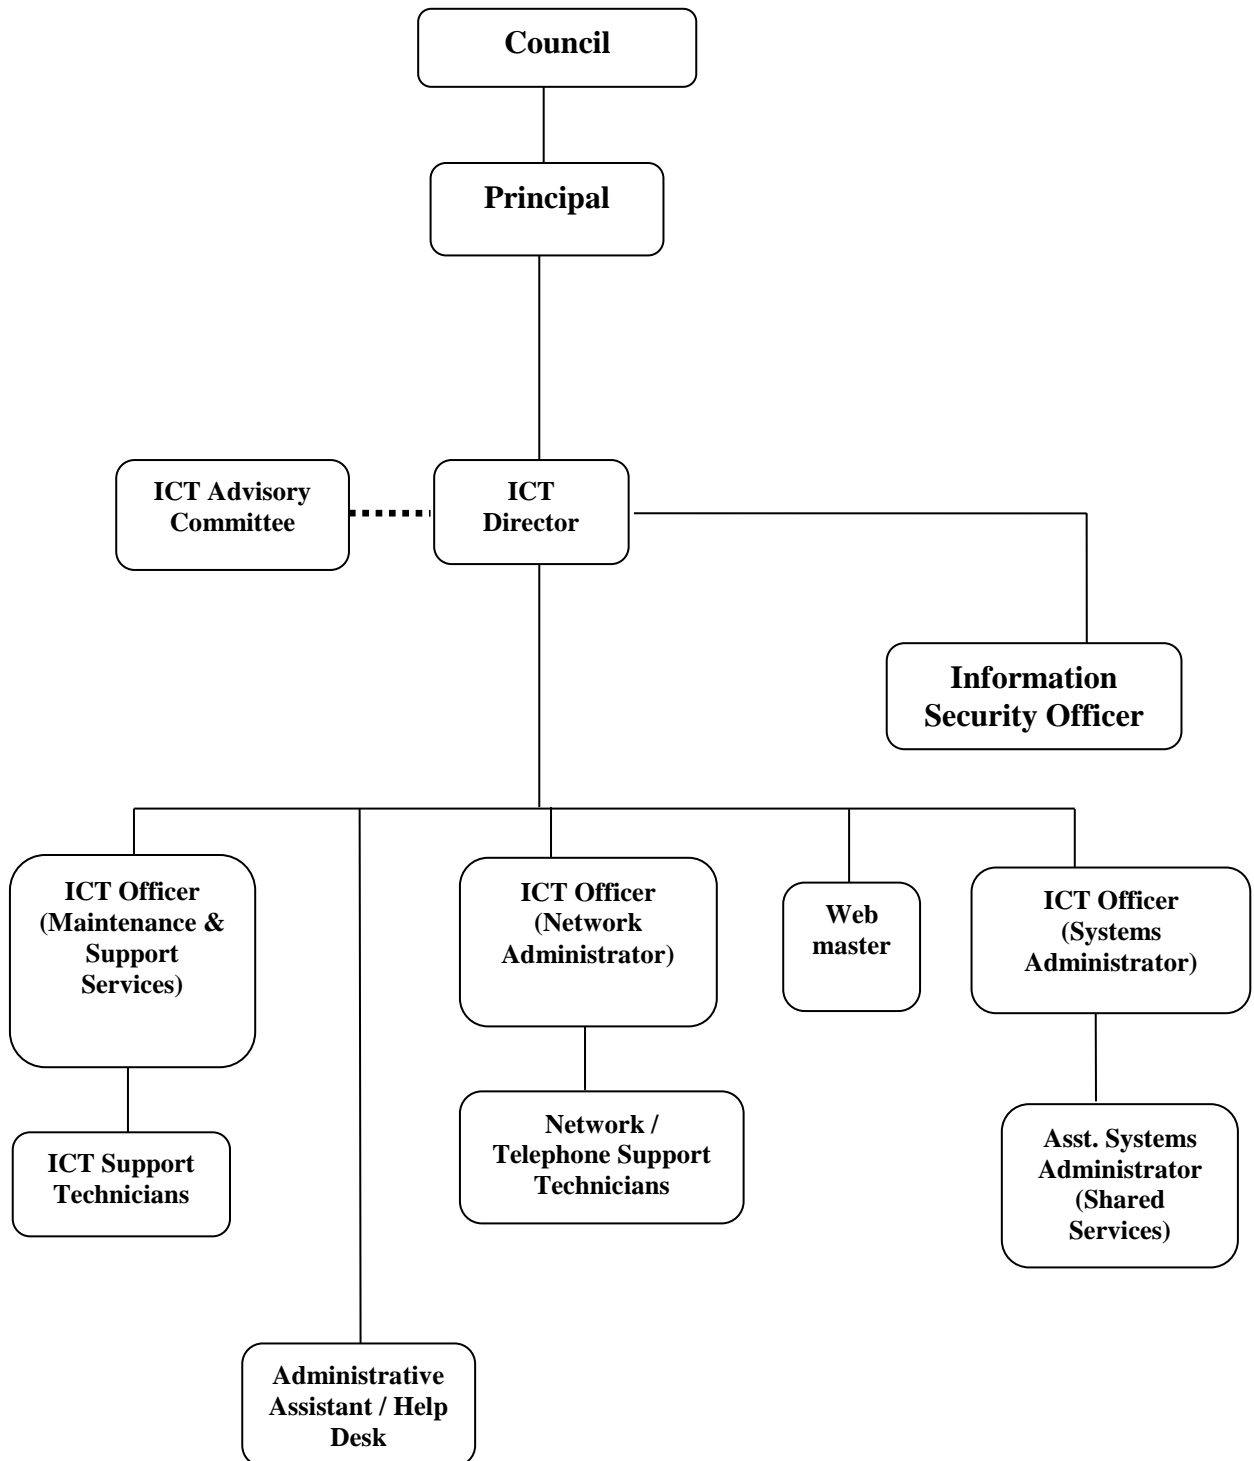 Council
Principal
ICT Advisory
Committee
ICT
Director
Information
Security Officer
ICT Officer
(Maintenance &
Support
Services)
ICT Officer
(Network
Administrator)
Web
master
ICT Officer
(Systems
Administrator)
ICT Support
Technicians
Network /
Telephone Support
Technicians
Asst. Systems
Administrator
(Shared
Services)
Administrative
Assistant / Help
Desk